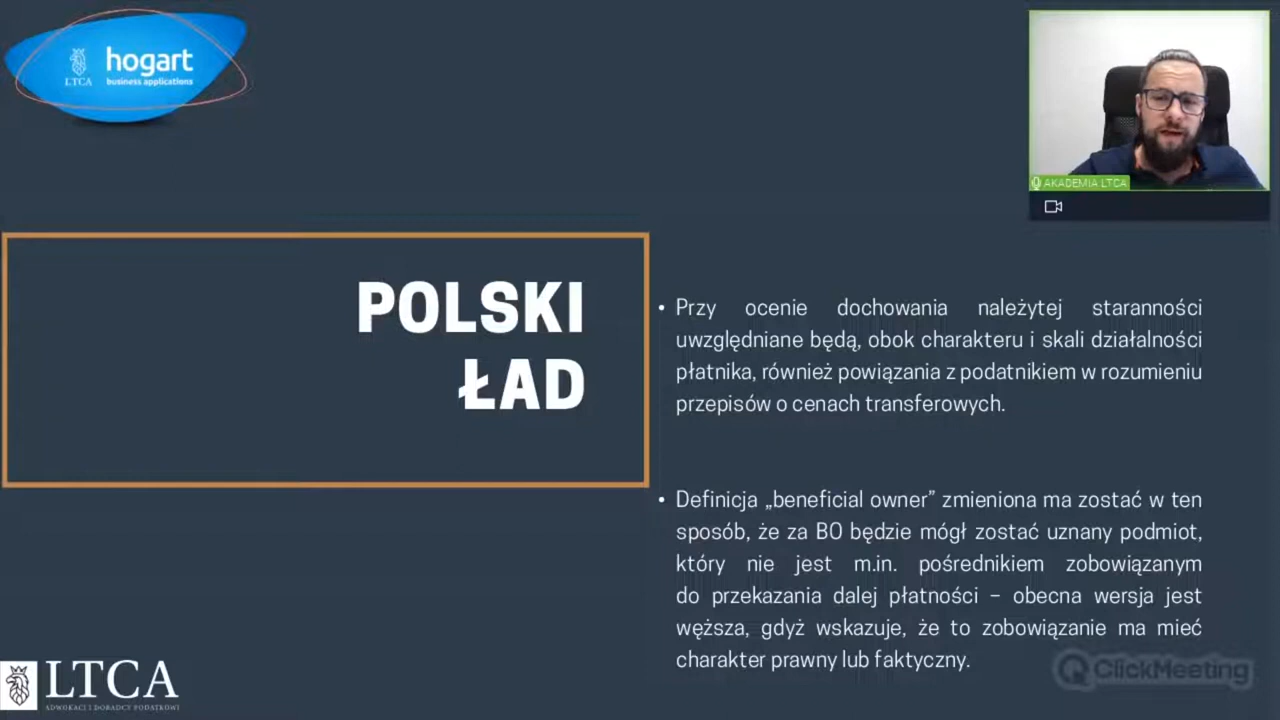 LTCA
hogart
business applications
AKADEMIA LTCA
POLSKI
ŁAD
• Przy ocenie dochowania należytej staranności
uwzględniane będą, obok charakteru i skali działalności
płatnika, również powiązania z podatnikiem w rozumieniu
przepisów o cenach transferowych.
• Definicja „beneficial owner” zmieniona ma zostać w ten
sposób, że za BO będzie mógł zostać uznany podmiot,
który nie jest m.in. pośrednikiem zobowiązanym
do przekazania dalej płatności – obecna wersja jest
węższa, gdyż wskazuje, że to zobowiązanie ma mieć
charakter prawny lub faktyczny.
ClickMeeting
LTCA
ADWOKACI I DORADCY PODATKOWI